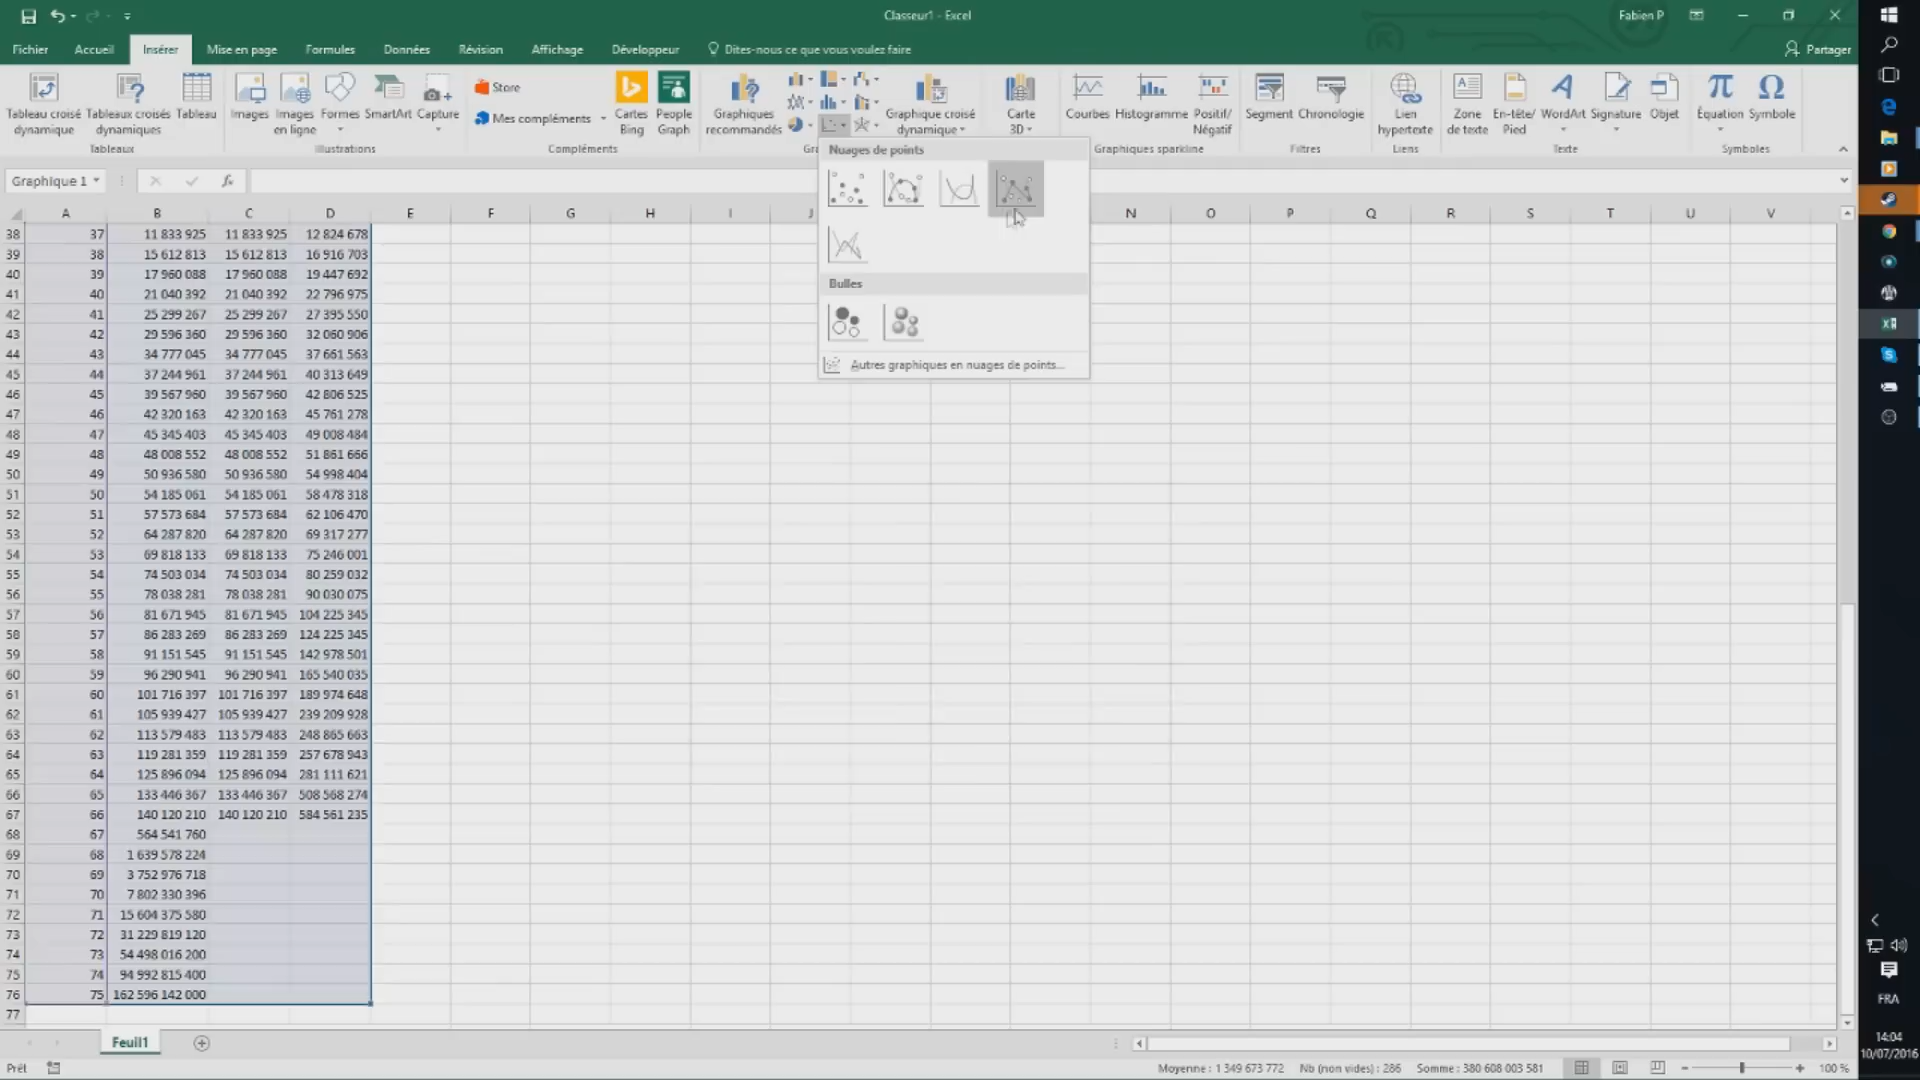 Classeur1 - Excel
Fabien P
Fichier Accueil Insérer Mise en page Formules Données Révision Affichage Développeur Dites-nous ce que vous voulez faire Partager
Tableau croisé dynamique
Tableaux croisés dynamiques
Tableau
Tableaux
Images
Images en ligne
Formes
SmartArt
Capture
Illustrations
Store
Mes compléments
Cartes Bing
People Graph
Compléments
Graphiques recommandés
Graphique croisé dynamique
Carte 3D
Courbes
Histogramme
Positif/ Négatif
Graphiques sparkline
Segment
Chronologie
Filtres
Lien hypertexte
Liens
Zone de texte
En-tête/ Pied
WordArt
Signature
Objet
Texte
Équation
Symbole
Symboles
Nuages de points
Bulles
Autres graphiques en nuages de points...
Graphique 1
fx
A B C D E F G H I J N O P Q R S T U V
38 37 11 833 925 11 833 925 12 824 678
39 38 15 612 813 15 612 813 16 916 703
40 39 17 960 088 17 960 088 19 447 692
41 40 21 040 392 21 040 392 22 796 975
42 41 25 299 267 25 299 267 27 395 550
43 42 29 596 360 29 596 360 32 060 906
44 43 34 777 045 34 777 045 37 661 563
45 44 37 244 961 37 244 961 40 313 649
46 45 39 567 960 39 567 960 42 806 525
47 46 42 320 163 42 320 163 45 761 278
48 47 45 345 403 45 345 403 49 008 484
49 48 48 008 552 48 008 552 51 861 666
50 49 50 936 580 50 936 580 54 998 404
51 50 54 185 061 54 185 061 58 478 318
52 51 57 573 684 57 573 684 62 106 470
53 52 64 287 820 64 287 820 69 317 277
54 53 69 818 133 69 818 133 75 246 001
55 54 74 503 034 74 503 034 80 259 032
56 55 78 038 281 78 038 281 90 030 075
57 56 81 671 945 81 671 945 104 225 345
58 57 86 283 269 86 283 269 124 225 345
59 58 91 151 545 91 151 545 142 978 501
60 59 96 290 941 96 290 941 165 540 035
61 60 101 716 397 101 716 397 189 974 648
62 61 105 939 427 105 939 427 239 209 928
63 62 113 579 483 113 579 483 248 865 663
64 63 119 281 359 119 281 359 257 678 943
65 64 125 896 094 125 896 094 281 111 621
66 65 133 446 367 133 446 367 508 568 274
67 66 140 120 210 140 120 210 584 561 235
68 67 564 541 760
69 68 1 639 578 224
70 69 3 752 976 718
71 70 7 802 330 396
72 71 15 604 375 580
73 72 31 229 819 120
74 73 54 498 016 200
75 74 94 992 815 400
76 75 162 596 142 000
77
Feuil1
Prêt
Moyenne : 1 349 673 772 Nb (non vides) : 286 Somme : 380 608 003 581 100 %
FRA
14:04
10/07/2016